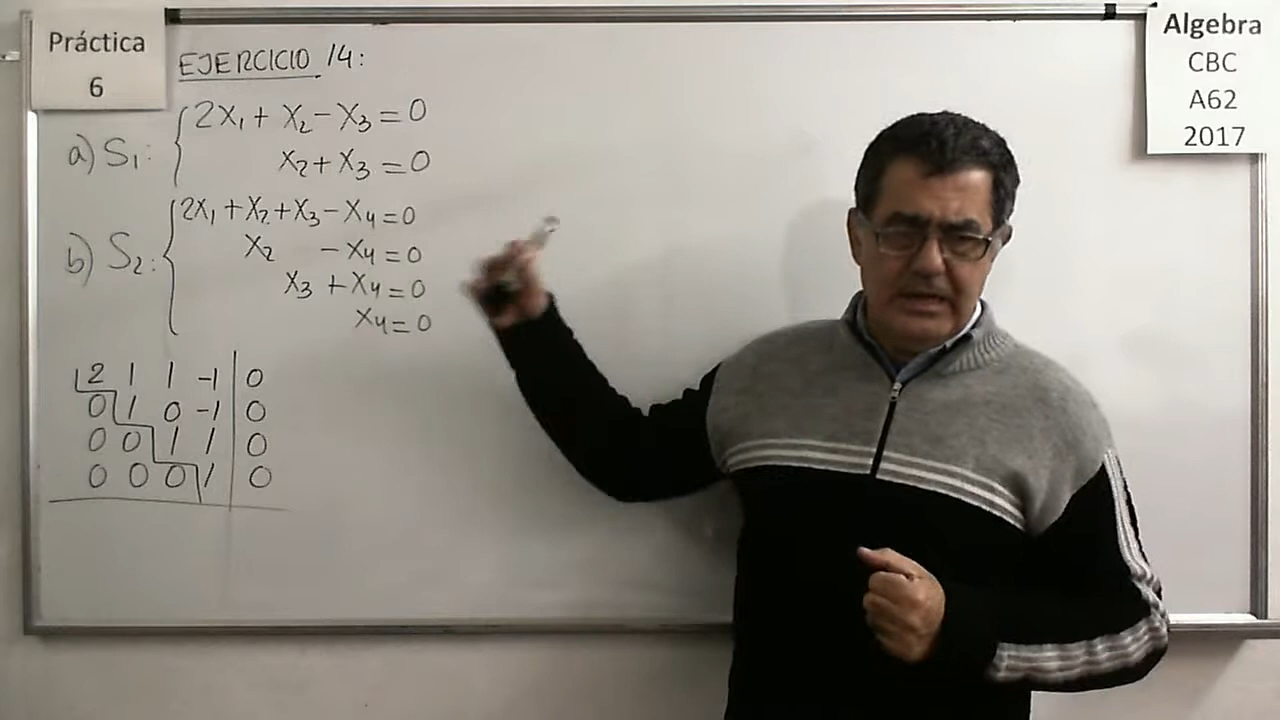 Práctica
6
EJERCICIO 14:
a) S₁: { 2X₁ + X₂ - X₃ = 0
X₂ + X₃ = 0
b) S₂: { 2X₁ + X₂ + X₃ - X₄ = 0
X₂ - X₄ = 0
X₃ + X₄ = 0
X₄ = 0
2 1 1 -1 | 0
0 1 0 -1 | 0
0 0 1 1 | 0
0 0 0 1 | 0
Algebra
CBC
A62
2017